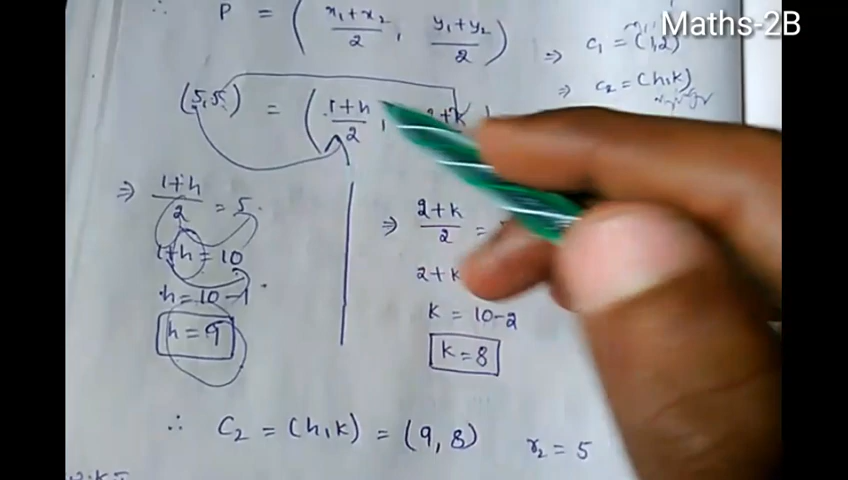 Maths-2B
∴ P = ( x₁+x₂/2 , y₁+y₂/2 )
⇒ C₁ = (1,2)
⇒ C₂ = (h,k)
(5,5) = ( 1+h/2 , 2+k
⇒ 1+h/2 = 5
⇒ 2+k/2 =
1+h = 10
2+k
h = 10-1
k = 10-2
h = 9
k = 8
∴ C₂ = (h,k) = (9, 8)
r₂ = 5